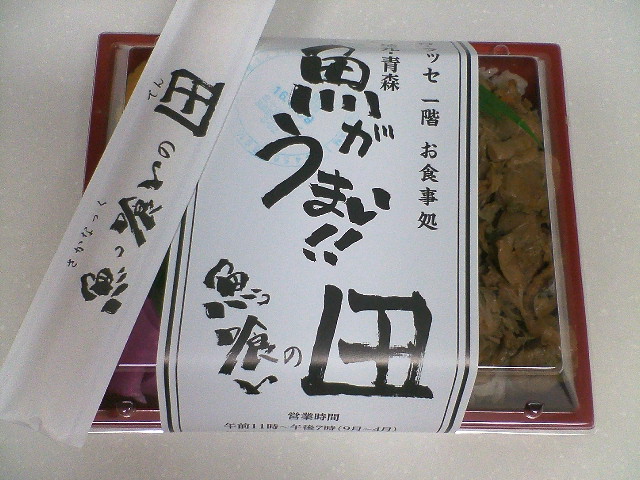 ッセ 一階 お食事処
・青森
魚が
うまい!!
魚っ
喰いの
田
営業時間
午前11時~午後7時(9月~4月)
さかなっく
でん
魚っ喰いの田